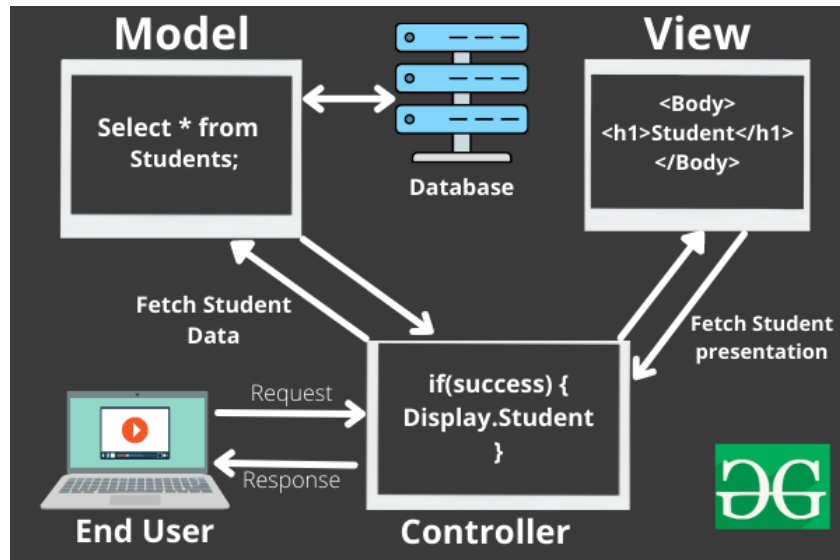 Model
View
Select * from
Students;
Database
<Body>
<h1>Student</h1>
</Body>
Fetch Student
Data
Fetch Student
presentation
Request
if(success) {
Display.Student
}
Response
End User
Controller